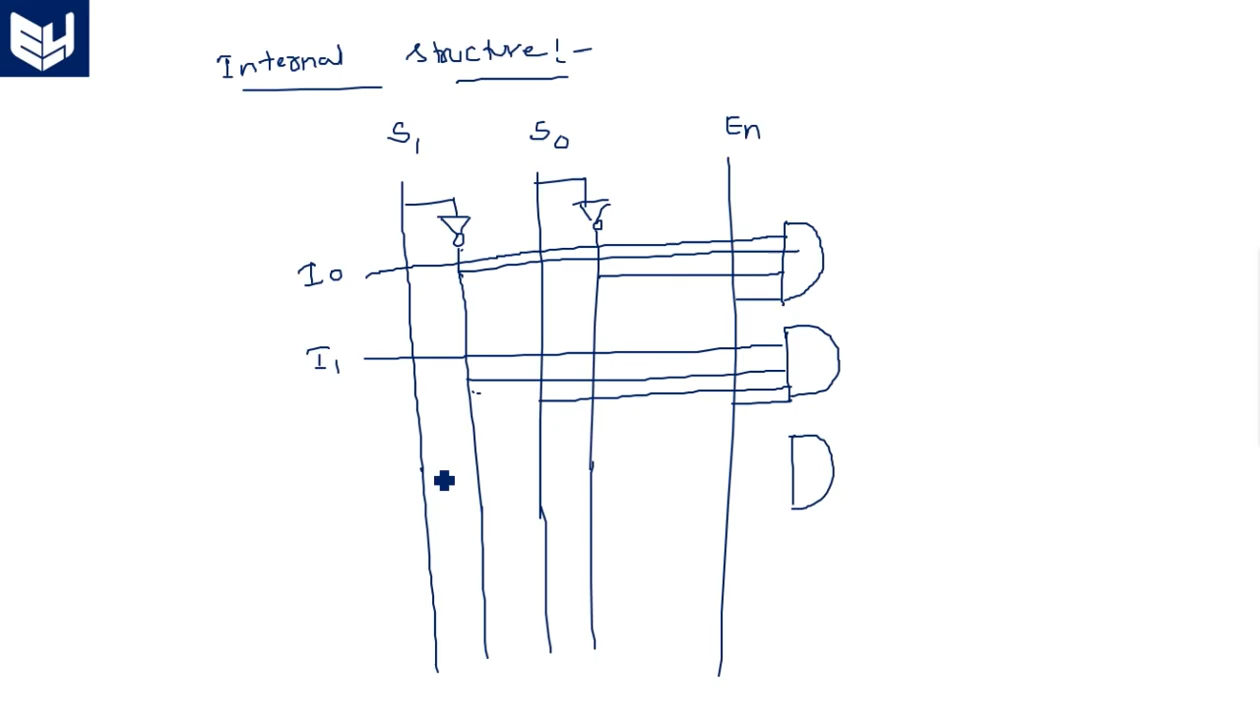 Internal structure:-
S₁ S₀ En
I₀
I₁